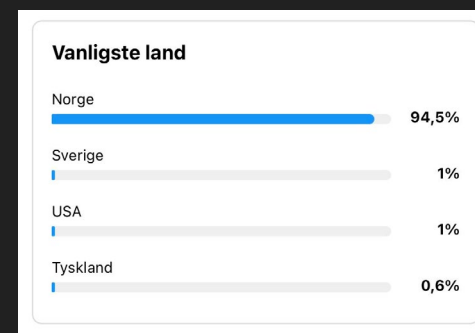 Vanligste land
Norge
94,5%
Sverige
1%
USA
1%
Tyskland
0,6%